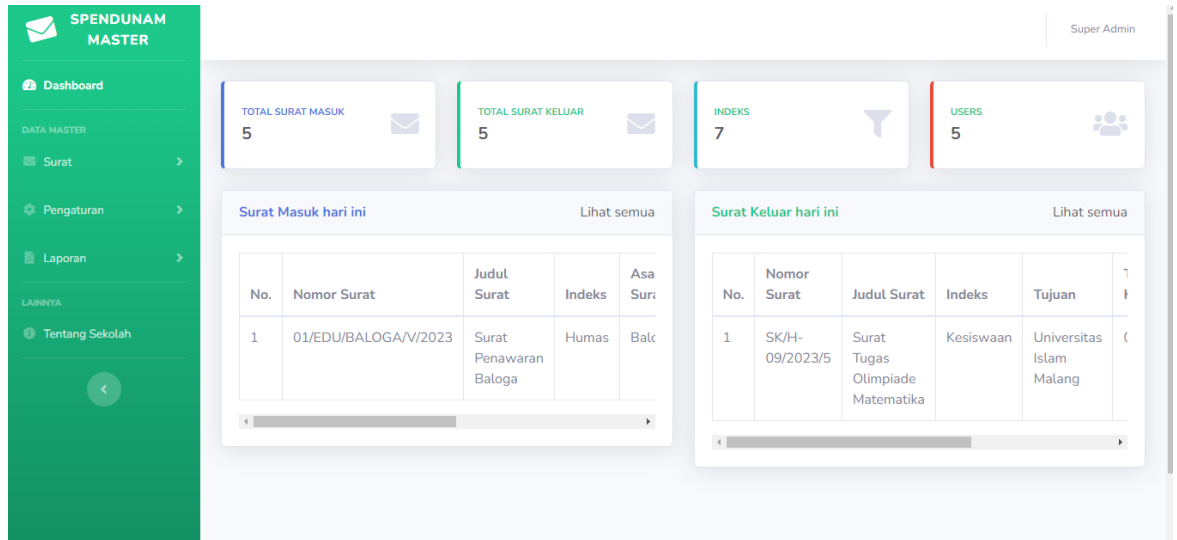 SPENDUNAM
MASTER
Super Admin
Dashboard
DATA MASTER
Surat
Pengaturan
Laporan
LAINNYA
Tentang Sekolah
TOTAL SURAT MASUK
5
TOTAL SURAT KELUAR
5
INDEKS
7
USERS
5
Surat Masuk hari ini Lihat semua
No. Nomor Surat Judul Surat Indeks
1 01/EDU/BALOGA/V/2023 Surat Humas
Penawaran
Baloga
Surat Keluar hari ini Lihat semua
No. Nomor Surat Judul Surat Indeks Tujuan
1 SK/H- Surat Kesiswaan Universitas
09/2023/5 Tugas Islam
Olimpiade Malang
Matematika